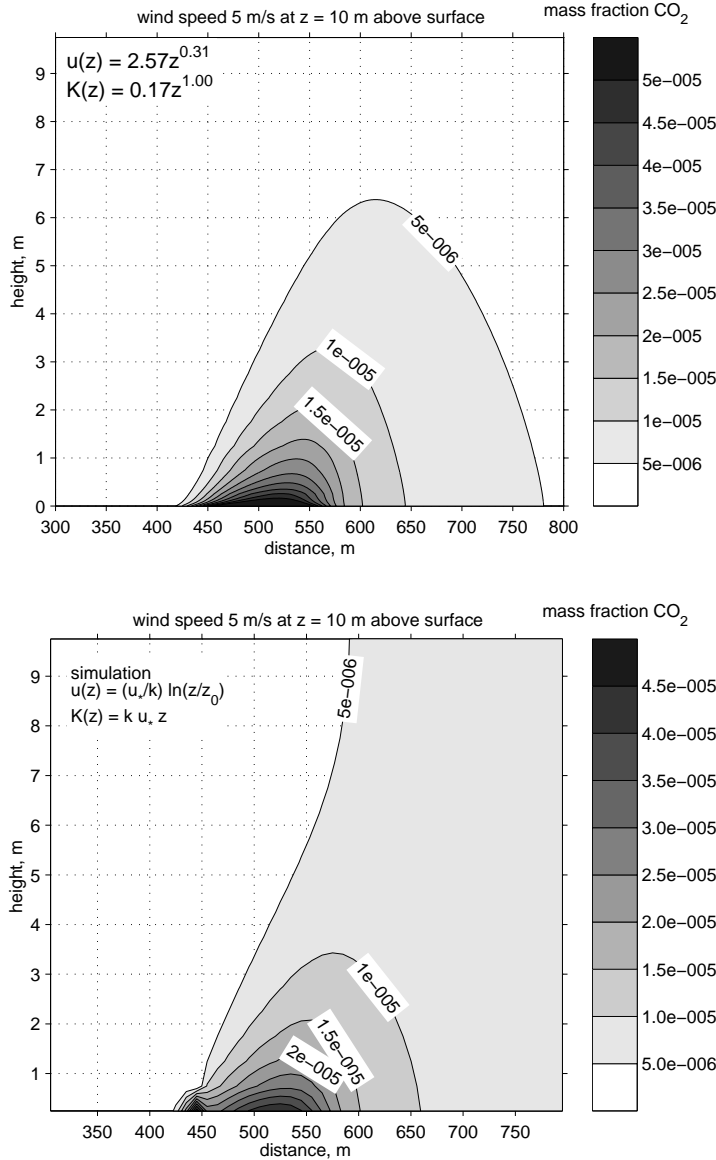 wind speed 5 m/s at z = 10 m above surface
mass fraction CO2
u(z) = 2.57z^0.31
K(z) = 0.17z^1.00
9
8
7
6
5
4
3
2
1
0
height, m
5e−006
1e−005
1.5e−005
300 350 400 450 500 550 600 650 700 750 800
distance, m
5e−005
4.5e−005
4e−005
3.5e−005
3e−005
2.5e−005
2e−005
1.5e−005
1e−005
5e−006
wind speed 5 m/s at z = 10 m above surface
mass fraction CO2
simulation
u(z) = (u*/k) ln(z/z0)
K(z) = k u* z
9
8
7
6
5
4
3
2
1
height, m
5e−006
1e−005
1.5e−005
2e−005
350 400 450 500 550 600 650 700 750
distance, m
4.5e−005
4.0e−005
3.5e−005
3.0e−005
2.5e−005
2.0e−005
1.5e−005
1.0e−005
5.0e−006